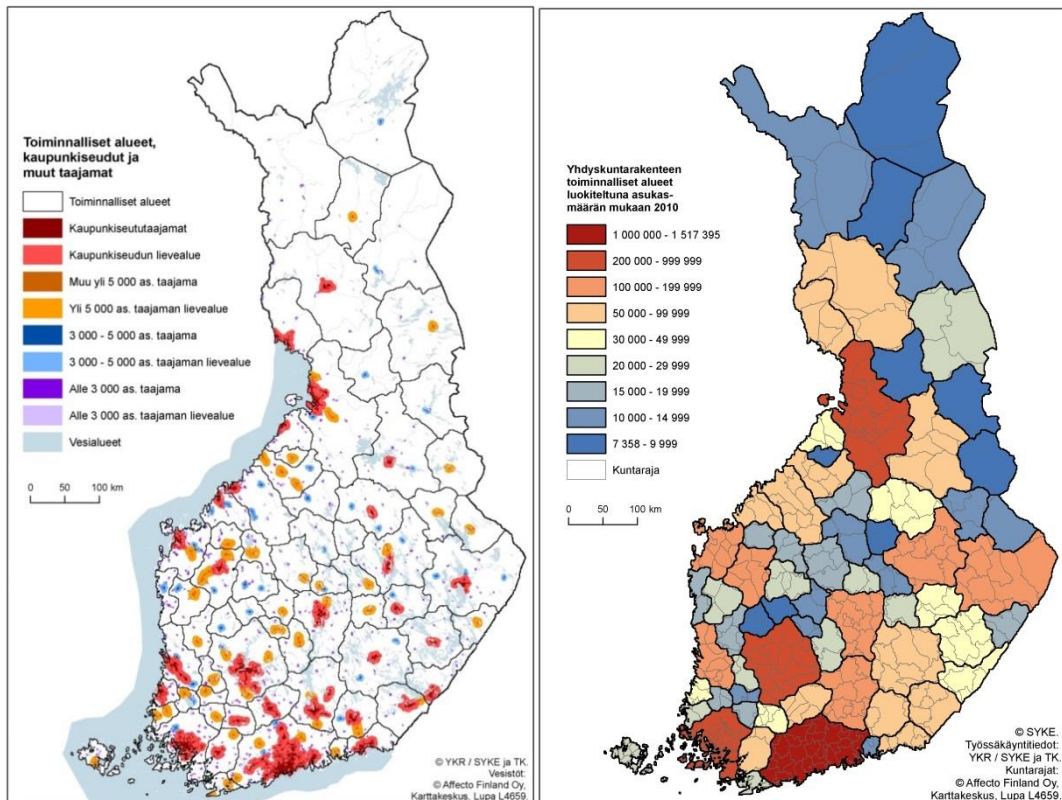 Toiminnalliset alueet,
kaupunkiseudut ja
muut taajamat
Toiminnalliset alueet
Kaupunkiseututaajamat
Kaupunkiseudun lievealue
Muu yli 5 000 as. taajama
Yli 5 000 as. taajaman lievealue
3 000 - 5 000 as. taajama
3 000 - 5 000 as. taajaman lievealue
Alle 3 000 as. taajama
Alle 3 000 as. taajaman lievealue
Vesialueet
0 50 100 km
© YKR / SYKE ja TK.
Vesistöt:
© Affecto Finland Oy,
Karttakeskus, Lupa L4659.
Yhdyskuntarakenteen
toiminnalliset alueet
luokiteltuna asukas-
määrän mukaan 2010
1 000 000 - 1 517 395
200 000 - 999 999
100 000 - 199 999
50 000 - 99 999
30 000 - 49 999
20 000 - 29 999
15 000 - 19 999
10 000 - 14 999
7 358 - 9 999
Kuntaraja
0 50 100 km
© SYKE.
Työssäkäyntitiedot:
YKR / SYKE ja TK.
Kuntarajat:
© Affecto Finland Oy,
Karttakeskus, Lupa L4659.